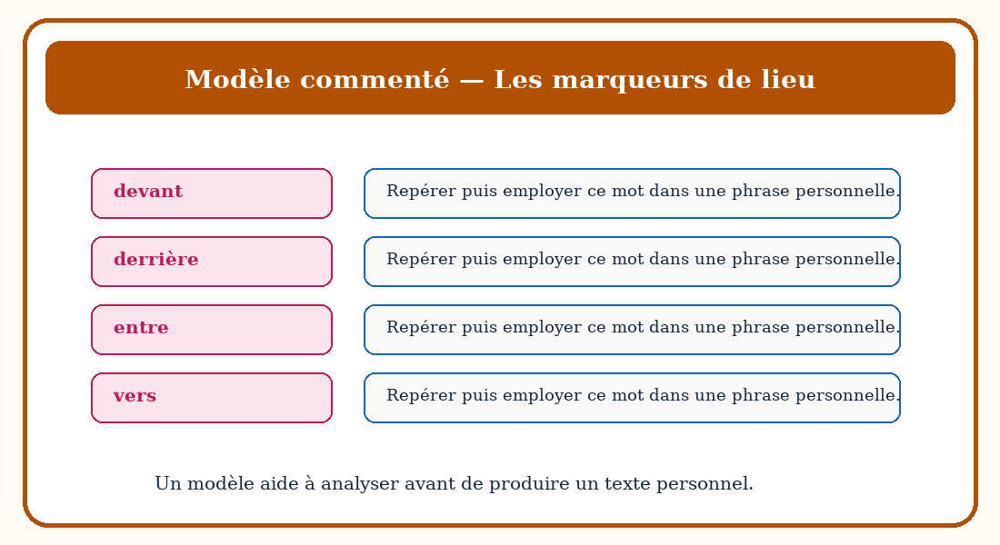 Modèle commenté — Les marqueurs de lieu
devant
Repérer puis employer ce mot dans une phrase personnelle.
derrière
Repérer puis employer ce mot dans une phrase personnelle.
entre
Repérer puis employer ce mot dans une phrase personnelle.
vers
Repérer puis employer ce mot dans une phrase personnelle.
Un modèle aide à analyser avant de produire un texte personnel.